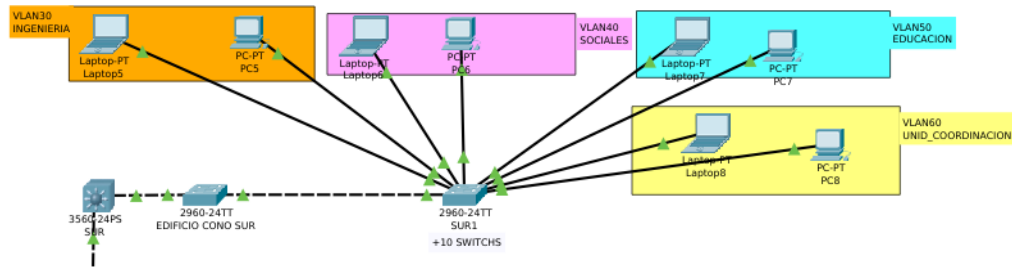 VLAN30
INGENIERIA
Laptop-PT
Laptop5
PC-PT
PC5
Laptop-PT
Laptop6
PC-PT
PC6
VLAN40
SOCIALES
Laptop-PT
Laptop7
PC-PT
PC7
VLAN50
EDUCACION
Laptop-PT
Laptop8
PC-PT
PC8
VLAN60
UNID_COORDINACION
3560-24PS
SUR
2960-24TT
EDIFICIO CONO SUR
2960-24TT
SUR1
+10 SWITCHS